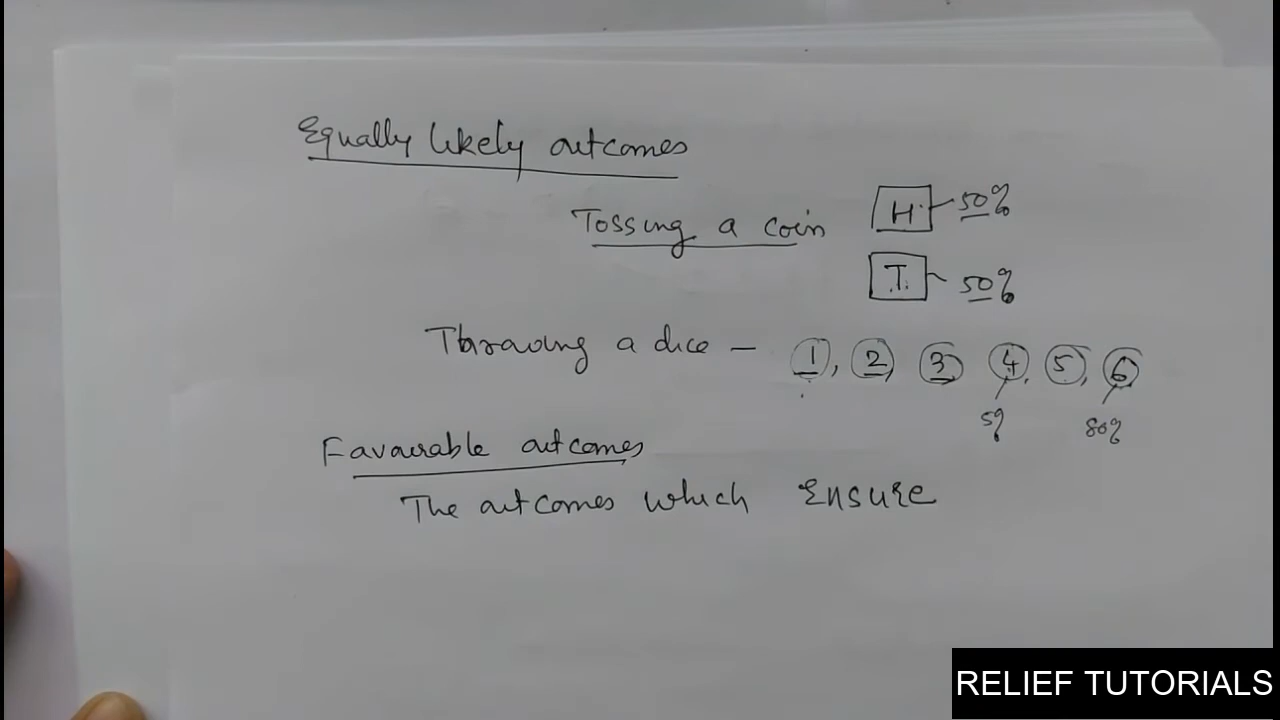 Equally likely outcomes
Tossing a coin H 50%
T 50%
Throwing a dice - 1, 2, 3 4, 5, 6
5% 80%
Favourable outcomes
The outcomes which Ensure
RELIEF TUTORIALS